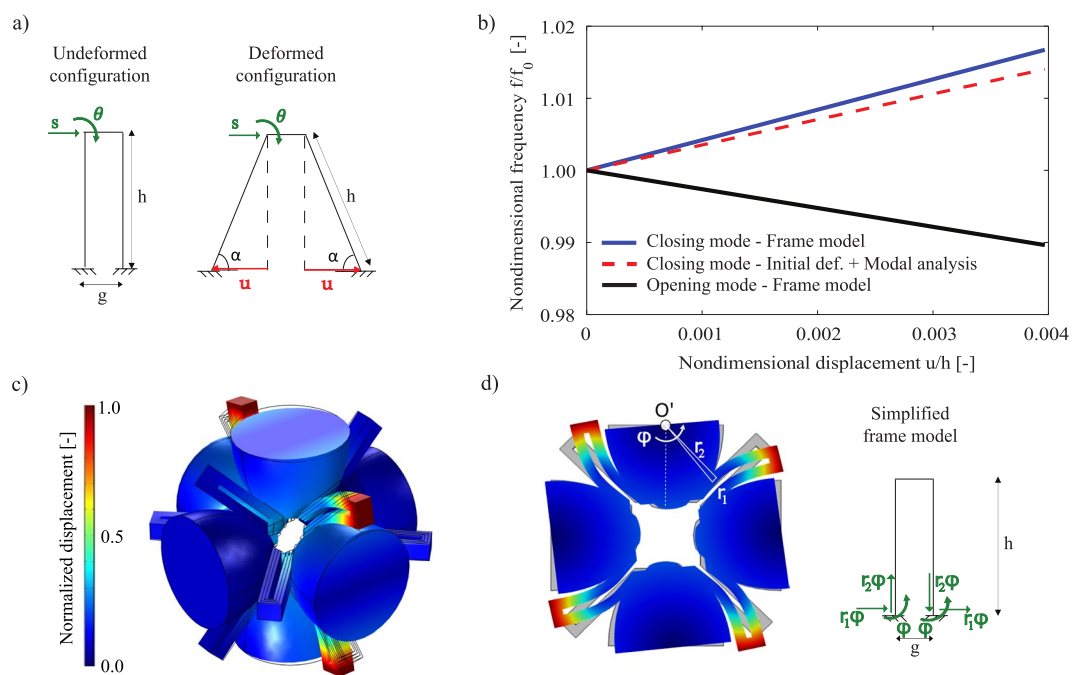 a)
Undeformed
configuration
Deformed
configuration
s
θ
h
g
s
θ
h
α
α
u
u
b)
Nondimensional frequency f/f₀ [-]
1.02
1.01
1.00
0.99
0.98
Closing mode - Frame model
Closing mode - Initial def. + Modal analysis
Opening mode - Frame model
0
0.001
0.002
0.003
0.004
Nondimensional displacement u/h [-]
c)
Normalized displacement [-]
1.0
0.5
0.0
d)
O'
φ
r₂
r₁
Simplified
frame model
h
r₂φ
r₂φ
r₁φ
φ
φ
r₁φ
g